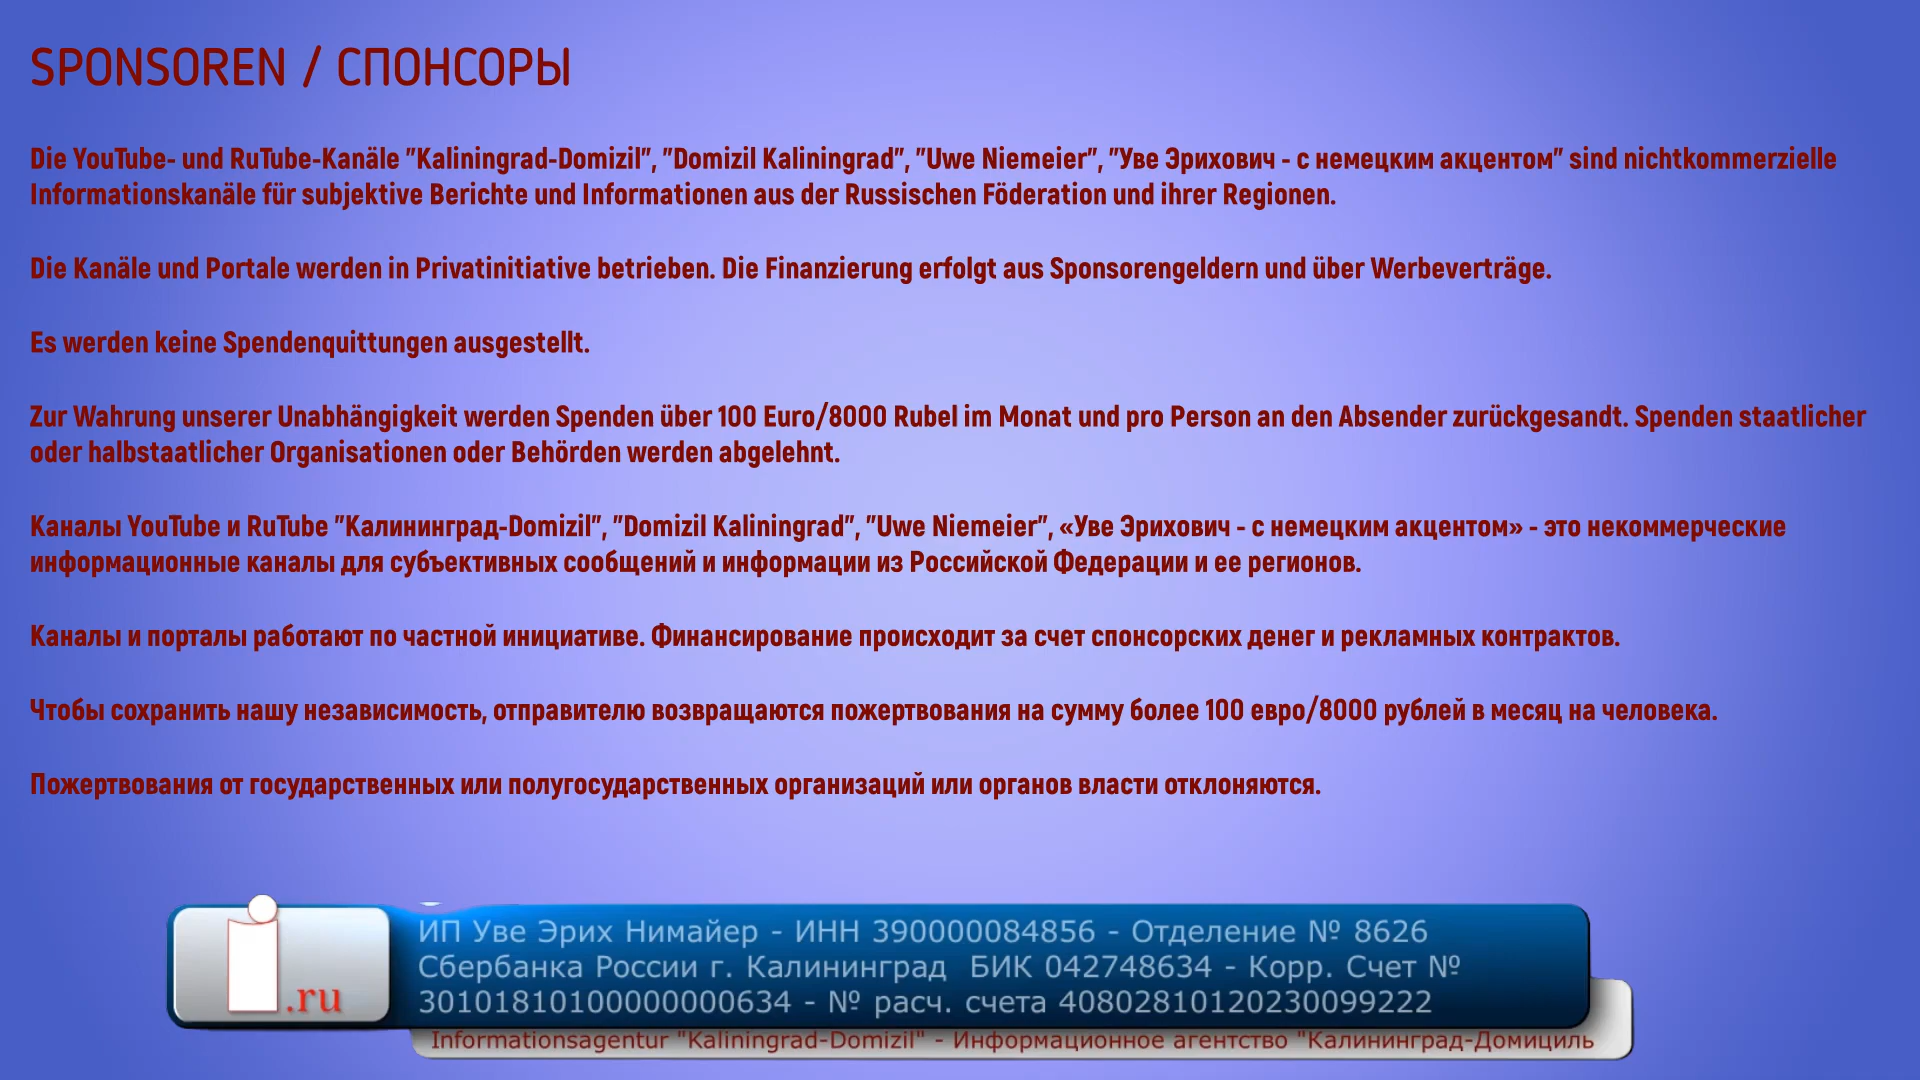 SPONSOREN / СПОНСОРЫ
Die YouTube- und RuTube-Kanäle "Kaliningrad-Domizil", "Domizil Kaliningrad", "Uwe Niemeier", "Уве Эрихович - с немецким акцентом" sind nichtkommerzielle
Informationskanäle für subjektive Berichte und Informationen aus der Russischen Föderation und ihrer Regionen.
Die Kanäle und Portale werden in Privatinitiative betrieben. Die Finanzierung erfolgt aus Sponsorengeldern und über Werbeverträge.
Es werden keine Spendenquittungen ausgestellt.
Zur Wahrung unserer Unabhängigkeit werden Spenden über 100 Euro/8000 Rubel im Monat und pro Person an den Absender zurückgesandt. Spenden staatlicher
oder halbstaatlicher Organisationen oder Behörden werden abgelehnt.
Каналы YouTube и RuTube "Калининград-Domizil", "Domizil Kaliningrad", "Uwe Niemeier", «Уве Эрихович - с немецким акцентом» - это некоммерческие
информационные каналы для субъективных сообщений и информации из Российской Федерации и ее регионов.
Каналы и порталы работают по частной инициативе. Финансирование происходит за счет спонсорских денег и рекламных контрактов.
Чтобы сохранить нашу независимость, отправителю возвращаются пожертвования на сумму более 100 евро/8000 рублей в месяц на человека.
Пожертвования от государственных или полугосударственных организаций или органов власти отклоняются.
i.ru
ИП Уве Эрих Нимайер - ИНН 390000084856 - Отделение № 8626
Сбербанка России г. Калининград БИК 042748634 - Корр. Счет №
30101810100000000634 - № расч. счета 40802810120230099222
Informationsagentur "Kaliningrad-Domizil" - Информационное агентство "Калининград-Домициль